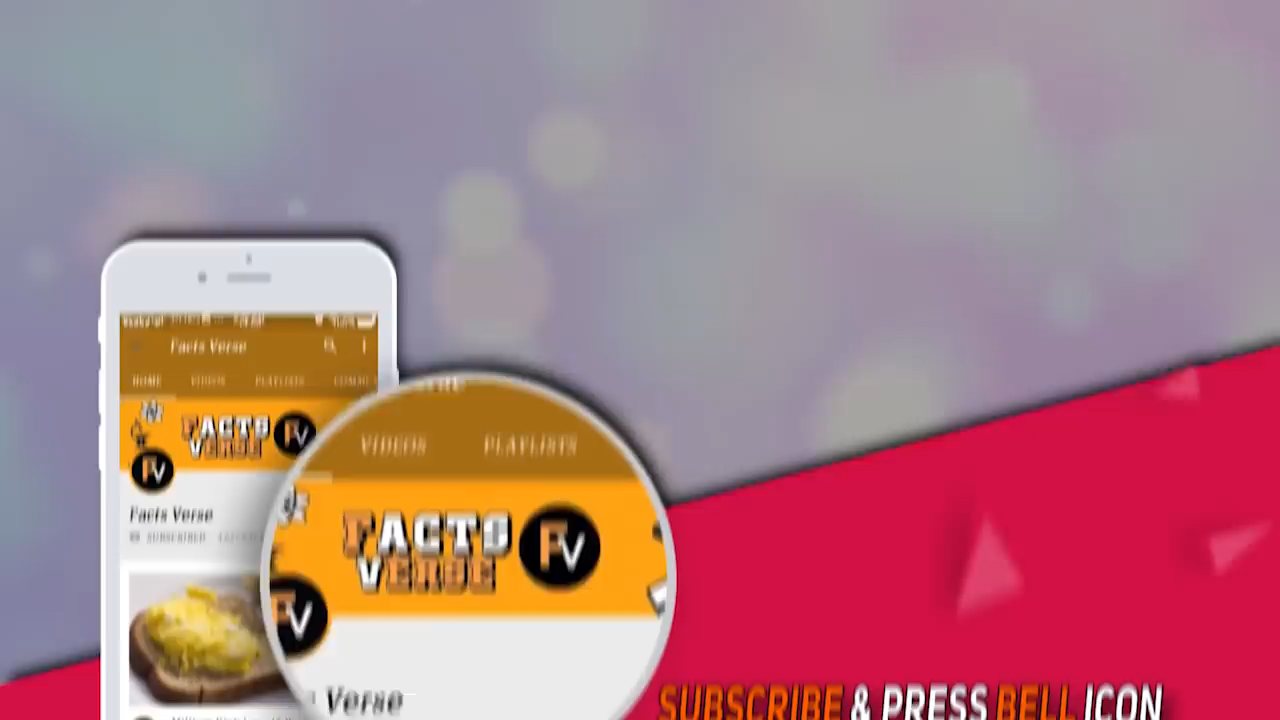 Facts Verse
HOME VIDEOS PLAYLISTS
FACTS
VERSE
FV
FV
Facts Verse
VIDEOS PLAYLISTS
FACTS
VERSE
FV
FV
Verse
SUBSCRIBE & PRESS BELL ICON